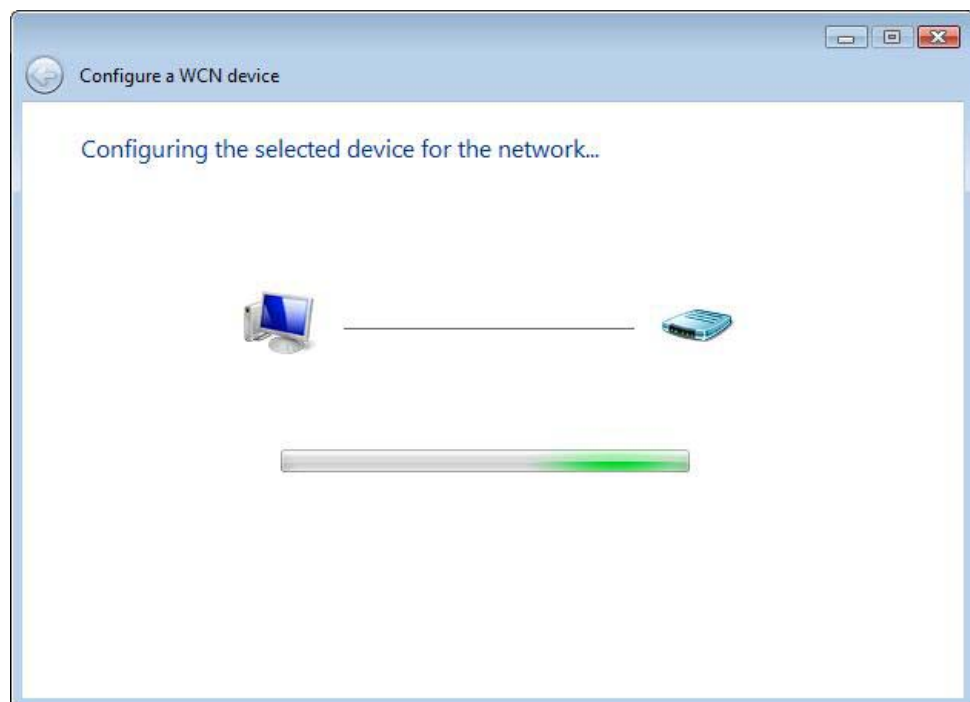 Configure a WCN device
Configuring the selected device for the network...